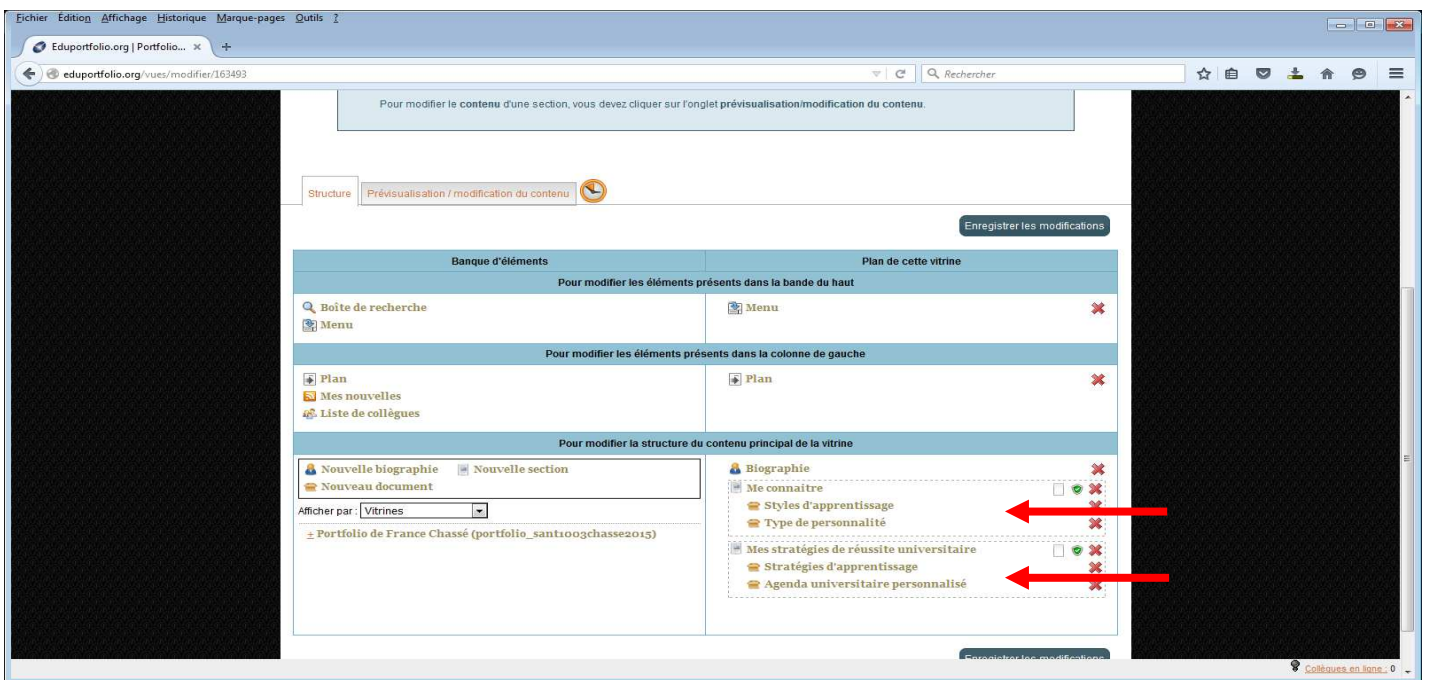 Fichier Édition Affichage Historique Marque-pages Outils ?
Eduportfolio.org | Portfolio... × +
eduportfolio.org/vues/modifier/163493 Rechercher
Pour modifier le contenu d'une section, vous devez cliquer sur l'onglet prévisualisation/modification du contenu.
Structure Prévisualisation / modification du contenu
Enregistrer les modifications
Banque d'éléments Plan de cette vitrine
Pour modifier les éléments présents dans la bande du haut
Boîte de recherche Menu
Menu
Pour modifier les éléments présents dans la colonne de gauche
Plan Plan
Mes nouvelles
Liste de collègues
Pour modifier la structure du contenu principal de la vitrine
Nouvelle biographie Nouvelle section Biographie
Nouveau document Me connaitre
Afficher par : Vitrines Styles d'apprentissage
Type de personnalité
+ Portfolio de France Chassé (portfolio_sant1003chasse2015)
Mes stratégies de réussite universitaire
Stratégies d'apprentissage
Agenda universitaire personnalisé
Enregistrer les modifications
Collègues en ligne : 0